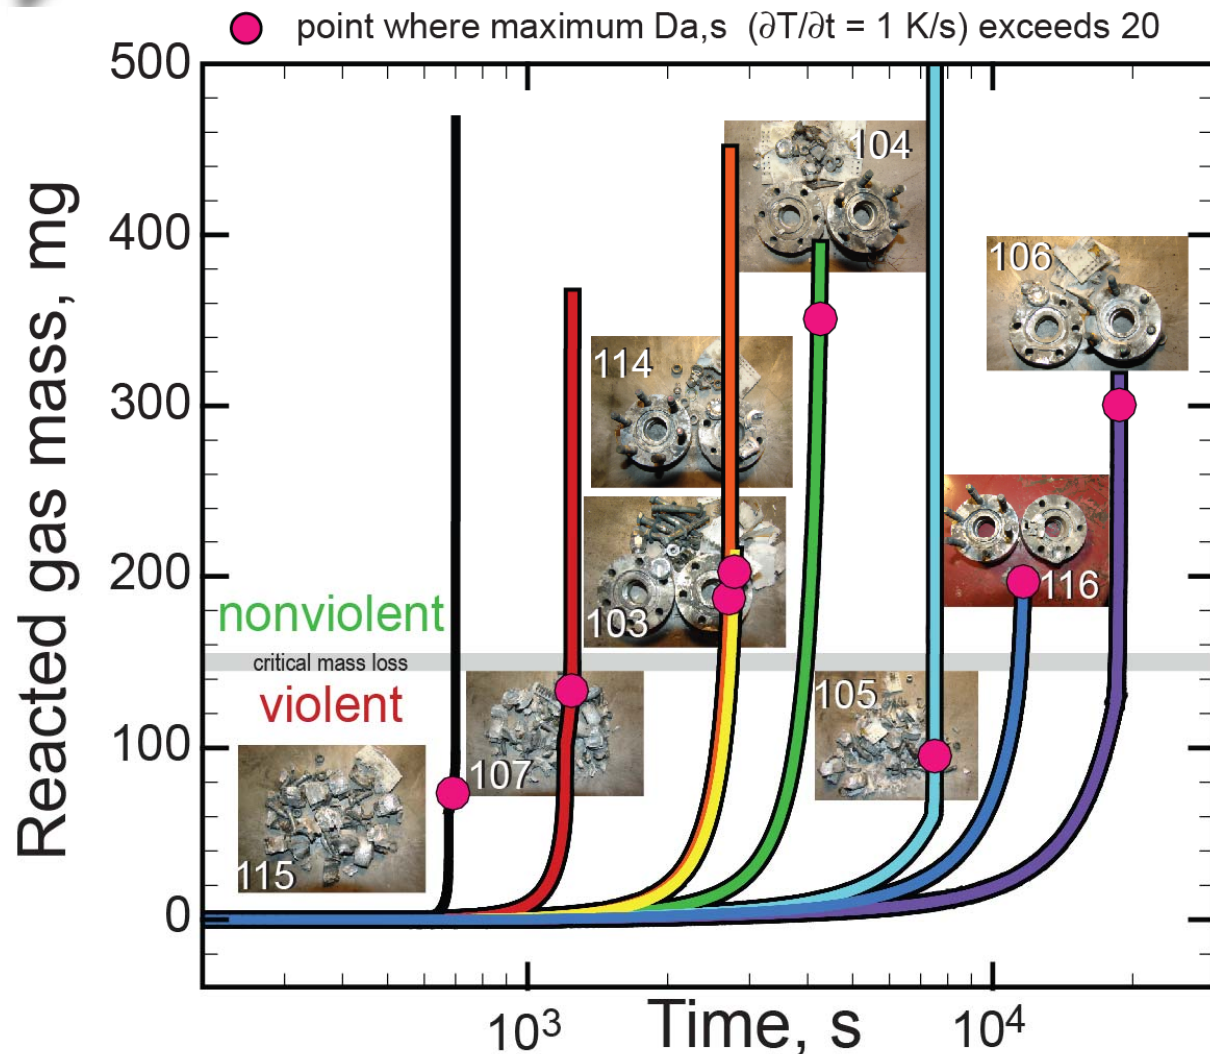 point where maximum Da,s (∂T/∂t = 1 K/s) exceeds 20
Reacted gas mass, mg
500
400
300
200
100
0
104
106
114
103
116
nonviolent
critical mass loss
violent
105
107
115
10³
Time, s
10⁴